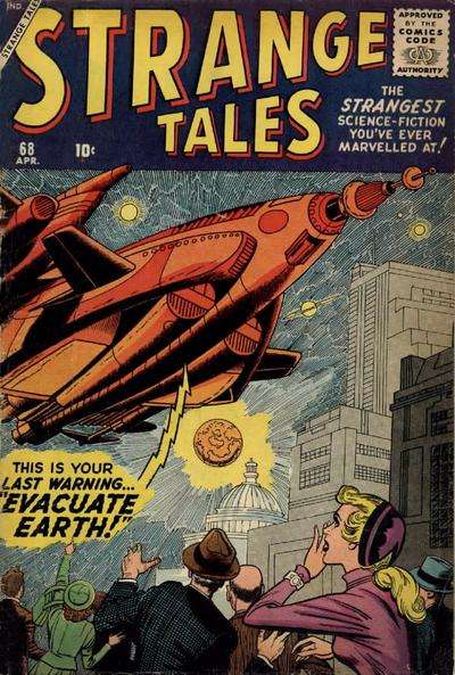 IND.
STRANGE TALES
STRANGE
TALES
APPROVED
BY THE
COMICS
CODE
CA
AUTHORITY
THE
STRANGEST
SCIENCE-FICTION
YOU'VE EVER
MARVELLED AT!
68
APR.
10¢
THIS IS YOUR
LAST WARNING...
"EVACUATE
EARTH!"